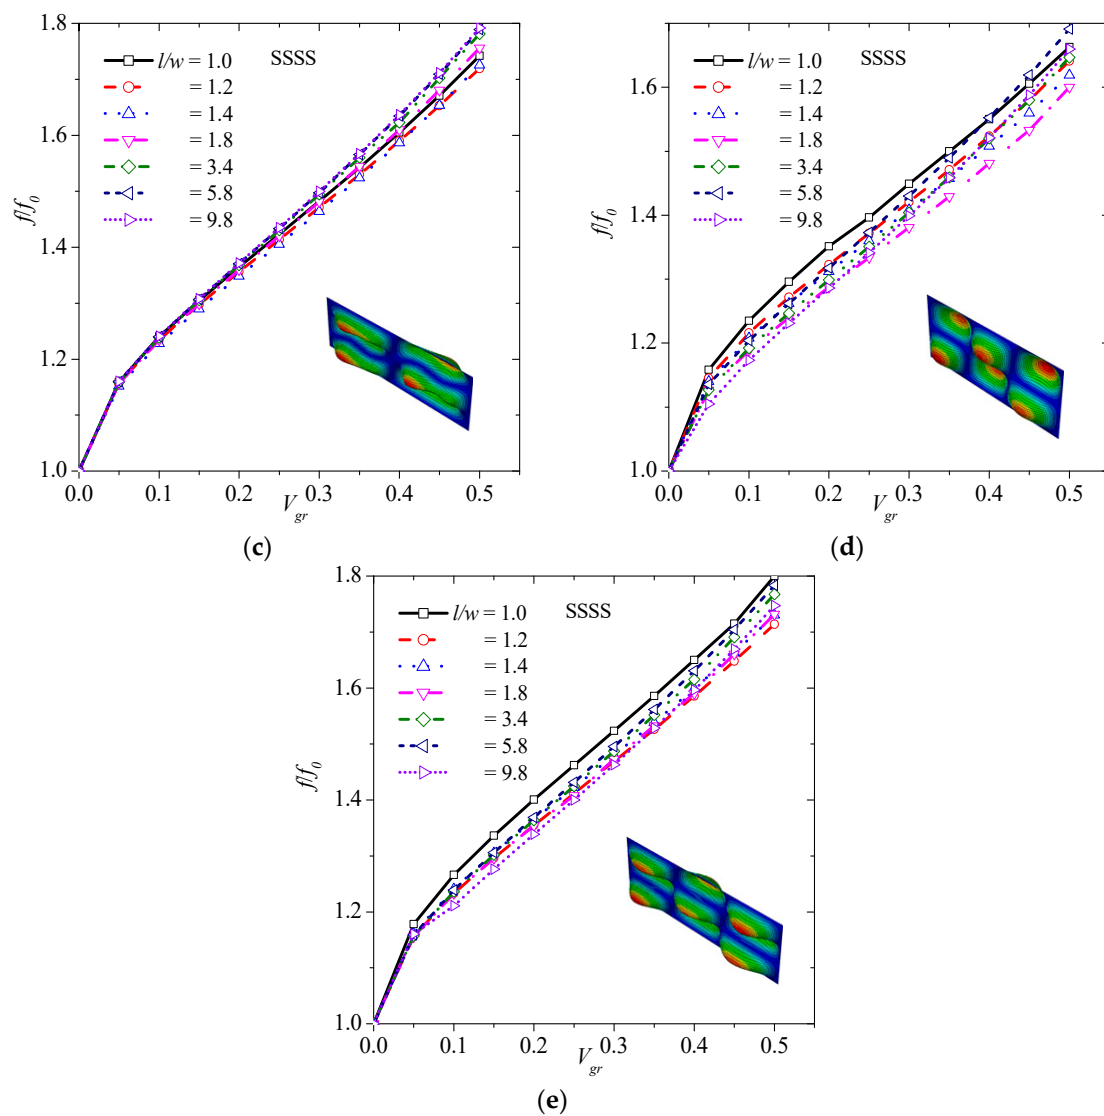 1.8
l/w = 1.0 SSSS
= 1.2
= 1.4
= 1.8
= 3.4
= 5.8
= 9.8
1.6
1.4
1.2
1.0
f/f0
0.0 0.1 0.2 0.3 0.4 0.5
Vgr
(c)
l/w = 1.0 SSSS
= 1.2
= 1.4
= 1.8
= 3.4
= 5.8
= 9.8
1.6
1.4
1.2
1.0
f/f0
0.0 0.1 0.2 0.3 0.4 0.5
Vgr
(d)
1.8
l/w = 1.0 SSSS
= 1.2
= 1.4
= 1.8
= 3.4
= 5.8
= 9.8
1.6
1.4
1.2
1.0
f/f0
0.0 0.1 0.2 0.3 0.4 0.5
Vgr
(e)